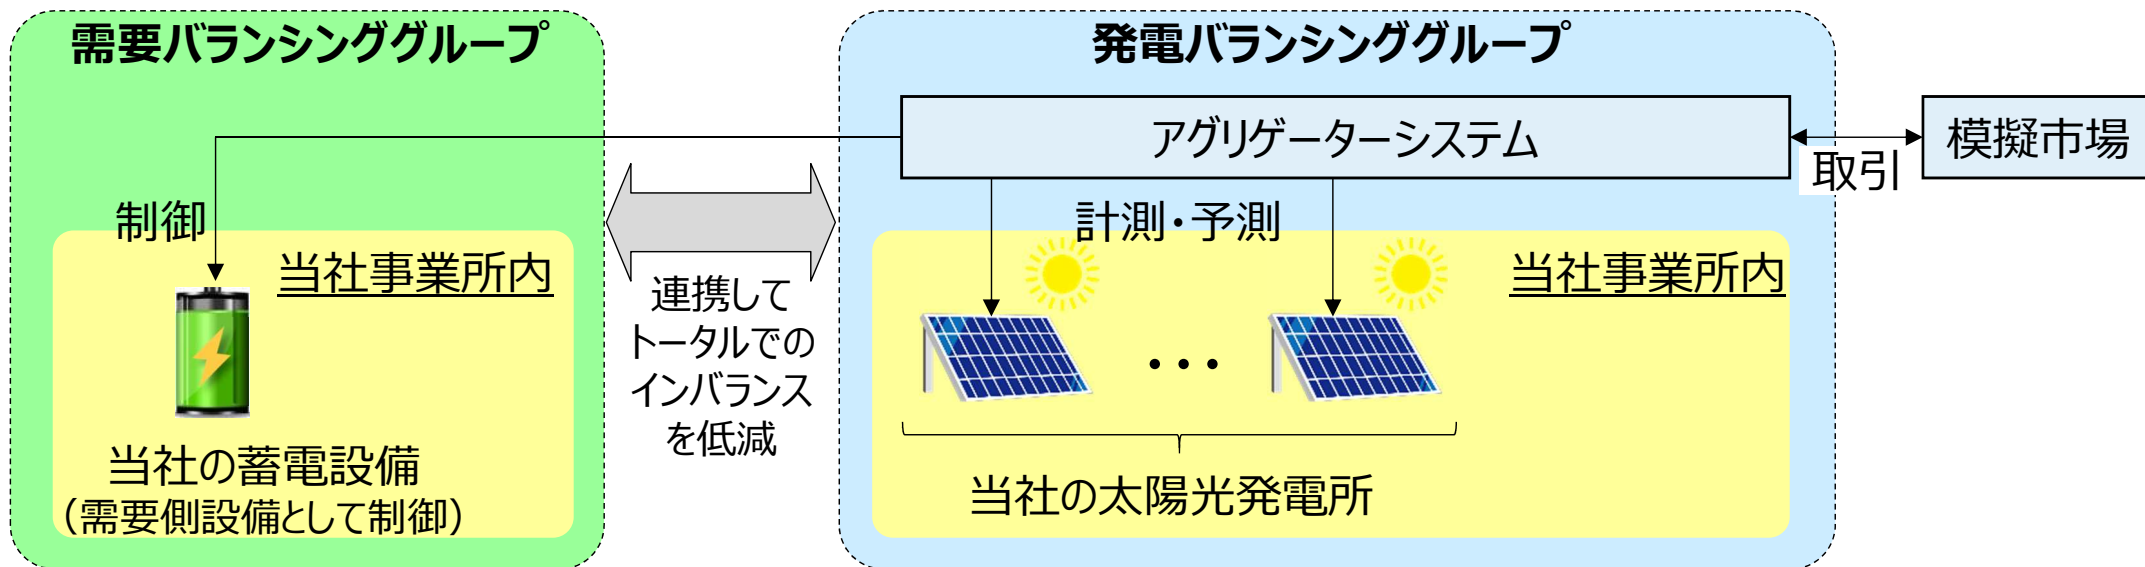 需要バランシンググループ
発電バランシンググループ
アグリゲーターシステム
模擬市場
取引
制御
計測・予測
当社事業所内
当社事業所内
連携して
トータルでの
インバランス
を低減
・・・
当社の蓄電設備
（需要側設備として制御）
当社の太陽光発電所